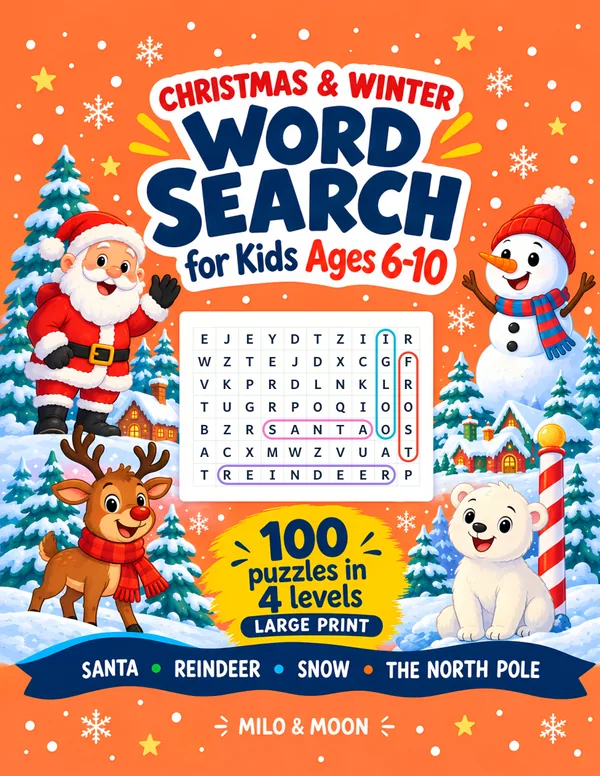 CHRISTMAS & WINTER
WORD
SEARCH
for Kids Ages 6-10
E J E Y D T Z I I R
W Z T E J D X C G F
V K P R D L N K L R
T U G R P O Q I O O
B Z R S A N T A O S
A C X M W Z V U A T
T R E I N D E E R P
100
puzzles in
4 levels
LARGE PRINT
SANTA • REINDEER • SNOW • THE NORTH POLE
MILO & MOON